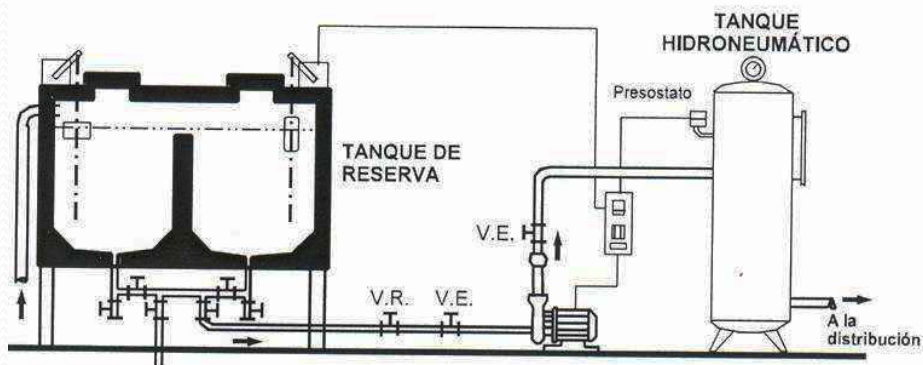 TANQUE
HIDRONEUMÁTICO
Presostato
TANQUE DE
RESERVA
V.E.
V.R.
V.E.
A la
distribución